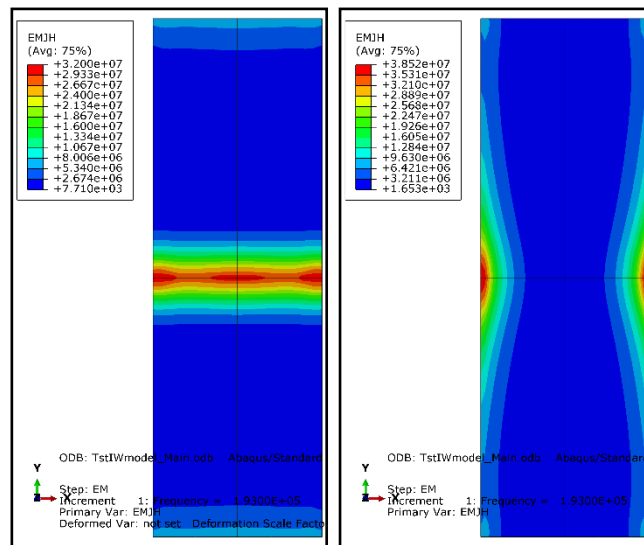 EMJH
(Avg: 75%)
+3.200e+07
+2.933e+07
+2.667e+07
+2.400e+07
+2.134e+07
+1.867e+07
+1.600e+07
+1.334e+07
+1.067e+07
+8.006e+06
+5.340e+06
+2.674e+06
+7.710e+03
ODB: TstIWmodel_Main.odb Abaqus/Standard
Y
Z X
Step: EM
Increment 1: Frequency = 1.9300E+05
Primary Var: EMJH
Deformed Var: not set Deformation Scale Facto
EMJH
(Avg: 75%)
+3.852e+07
+3.531e+07
+3.210e+07
+2.889e+07
+2.568e+07
+2.247e+07
+1.926e+07
+1.605e+07
+1.284e+07
+9.630e+06
+6.421e+06
+3.211e+06
+1.653e+03
ODB: TstIWmodel_Main.odb Abaqus/Standard
Y
Z X
Step: EM
Increment 1: Frequency = 1.9300E+05
Primary Var: EMJH